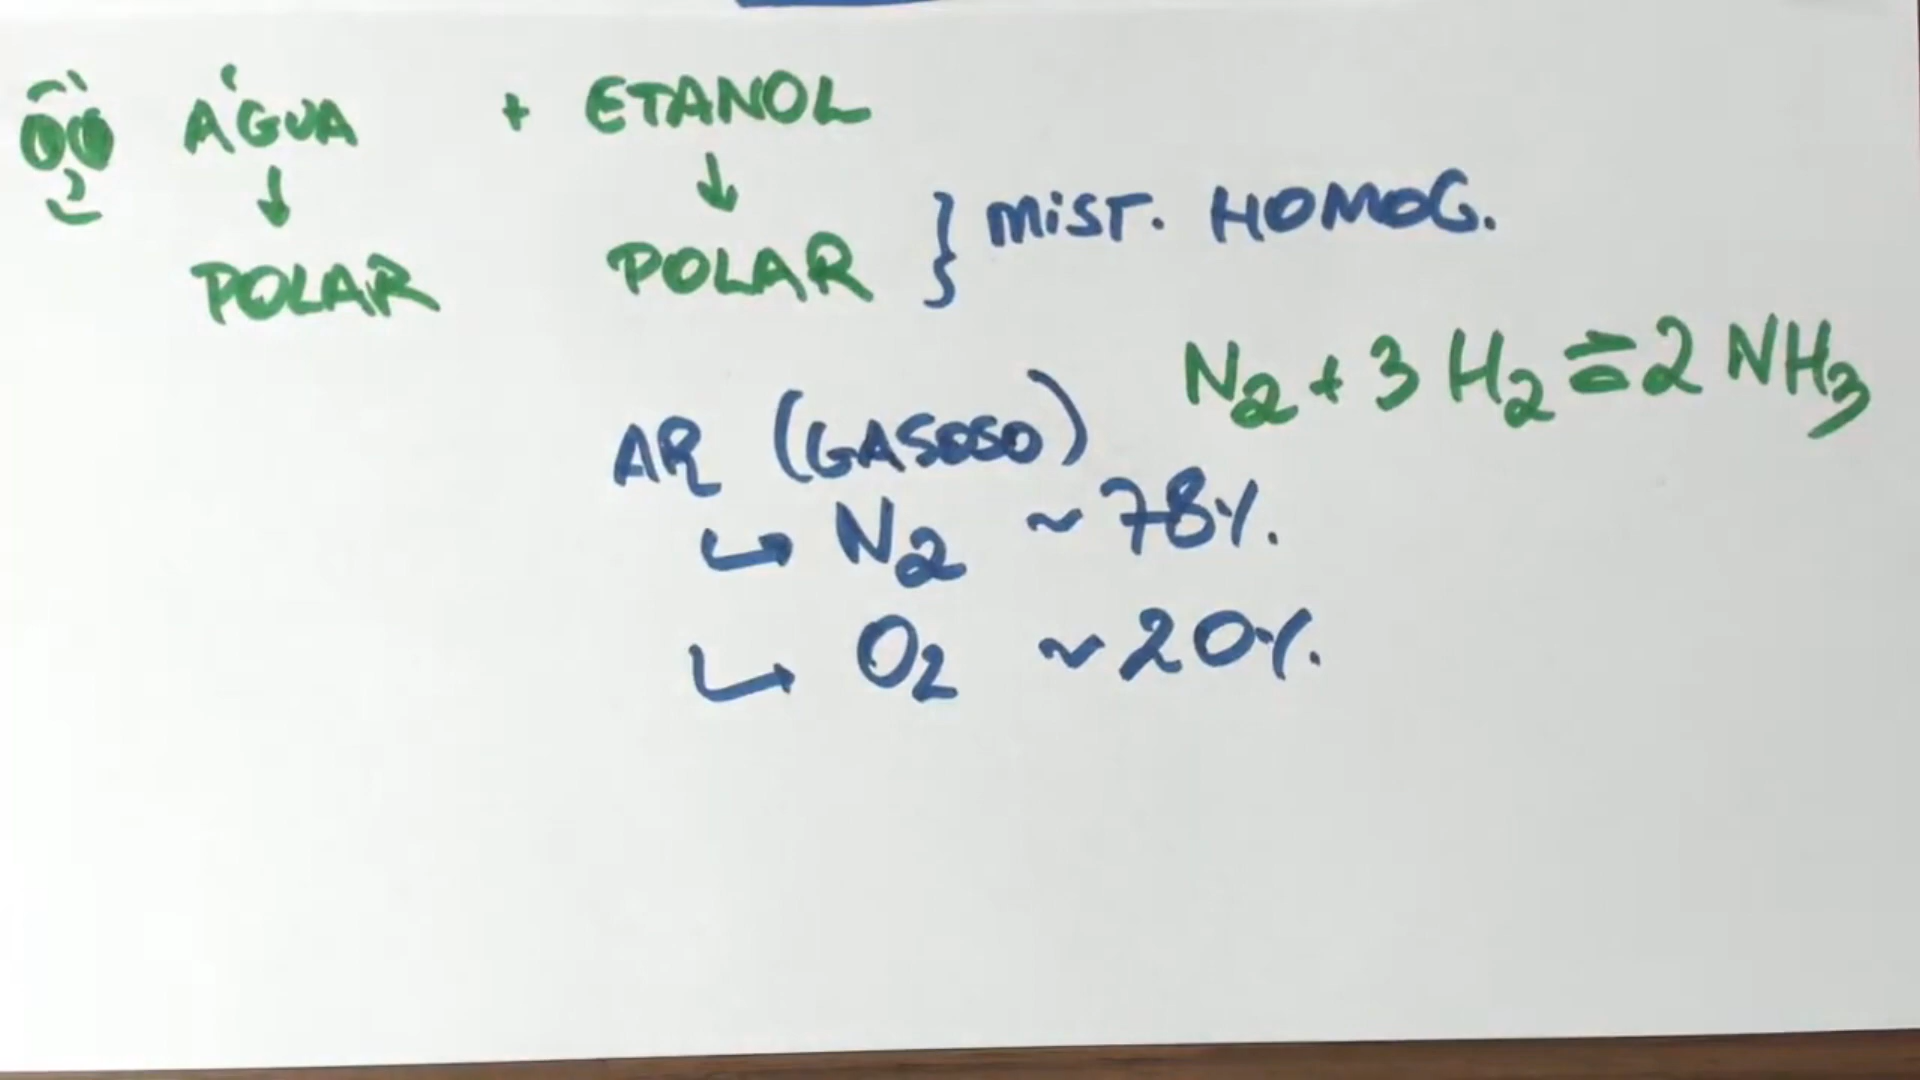 ÁGUA + ETANOL
↓ ↓
POLAR POLAR } MIST. HOMOG.
N2 + 3 H2 ⇌ 2 NH3
AR (GASOSO)
↪ N2 ~ 78%.
↪ O2 ~ 20%.